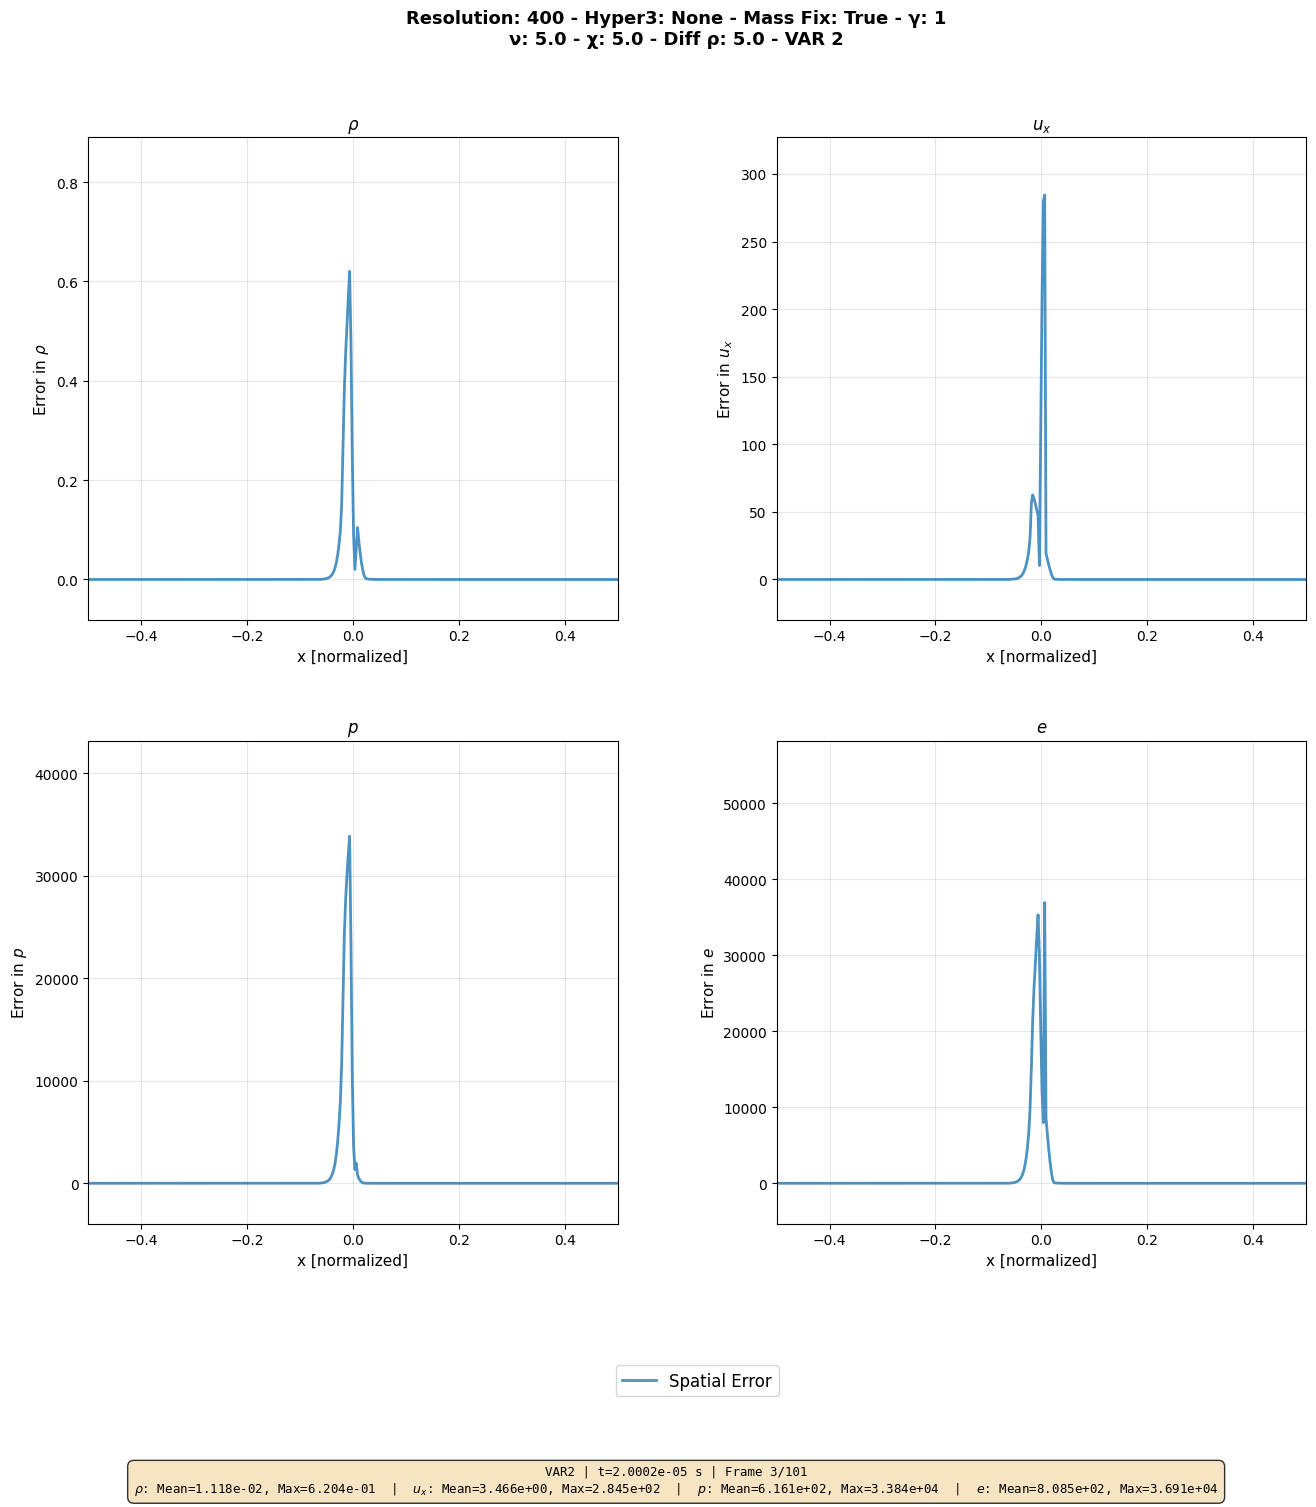 Resolution: 400 - Hyper3: None - Mass Fix: True - γ: 1
ν: 5.0 - χ: 5.0 - Diff ρ: 5.0 - VAR 2
ρ
0.8
0.6
0.4
0.2
0.0
Error in ρ
−0.4 −0.2 0.0 0.2 0.4
x [normalized]
u_x
300
250
200
150
100
50
0
Error in u_x
−0.4 −0.2 0.0 0.2 0.4
x [normalized]
p
40000
30000
20000
10000
0
Error in p
−0.4 −0.2 0.0 0.2 0.4
x [normalized]
e
50000
40000
30000
20000
10000
0
Error in e
−0.4 −0.2 0.0 0.2 0.4
x [normalized]
Spatial Error
VAR2 | t=2.0002e-05 s | Frame 3/101
ρ: Mean=1.118e-02, Max=6.204e-01 | u_x: Mean=3.466e+00, Max=2.845e+02 | p: Mean=6.161e+02, Max=3.384e+04 | e: Mean=8.085e+02, Max=3.691e+04